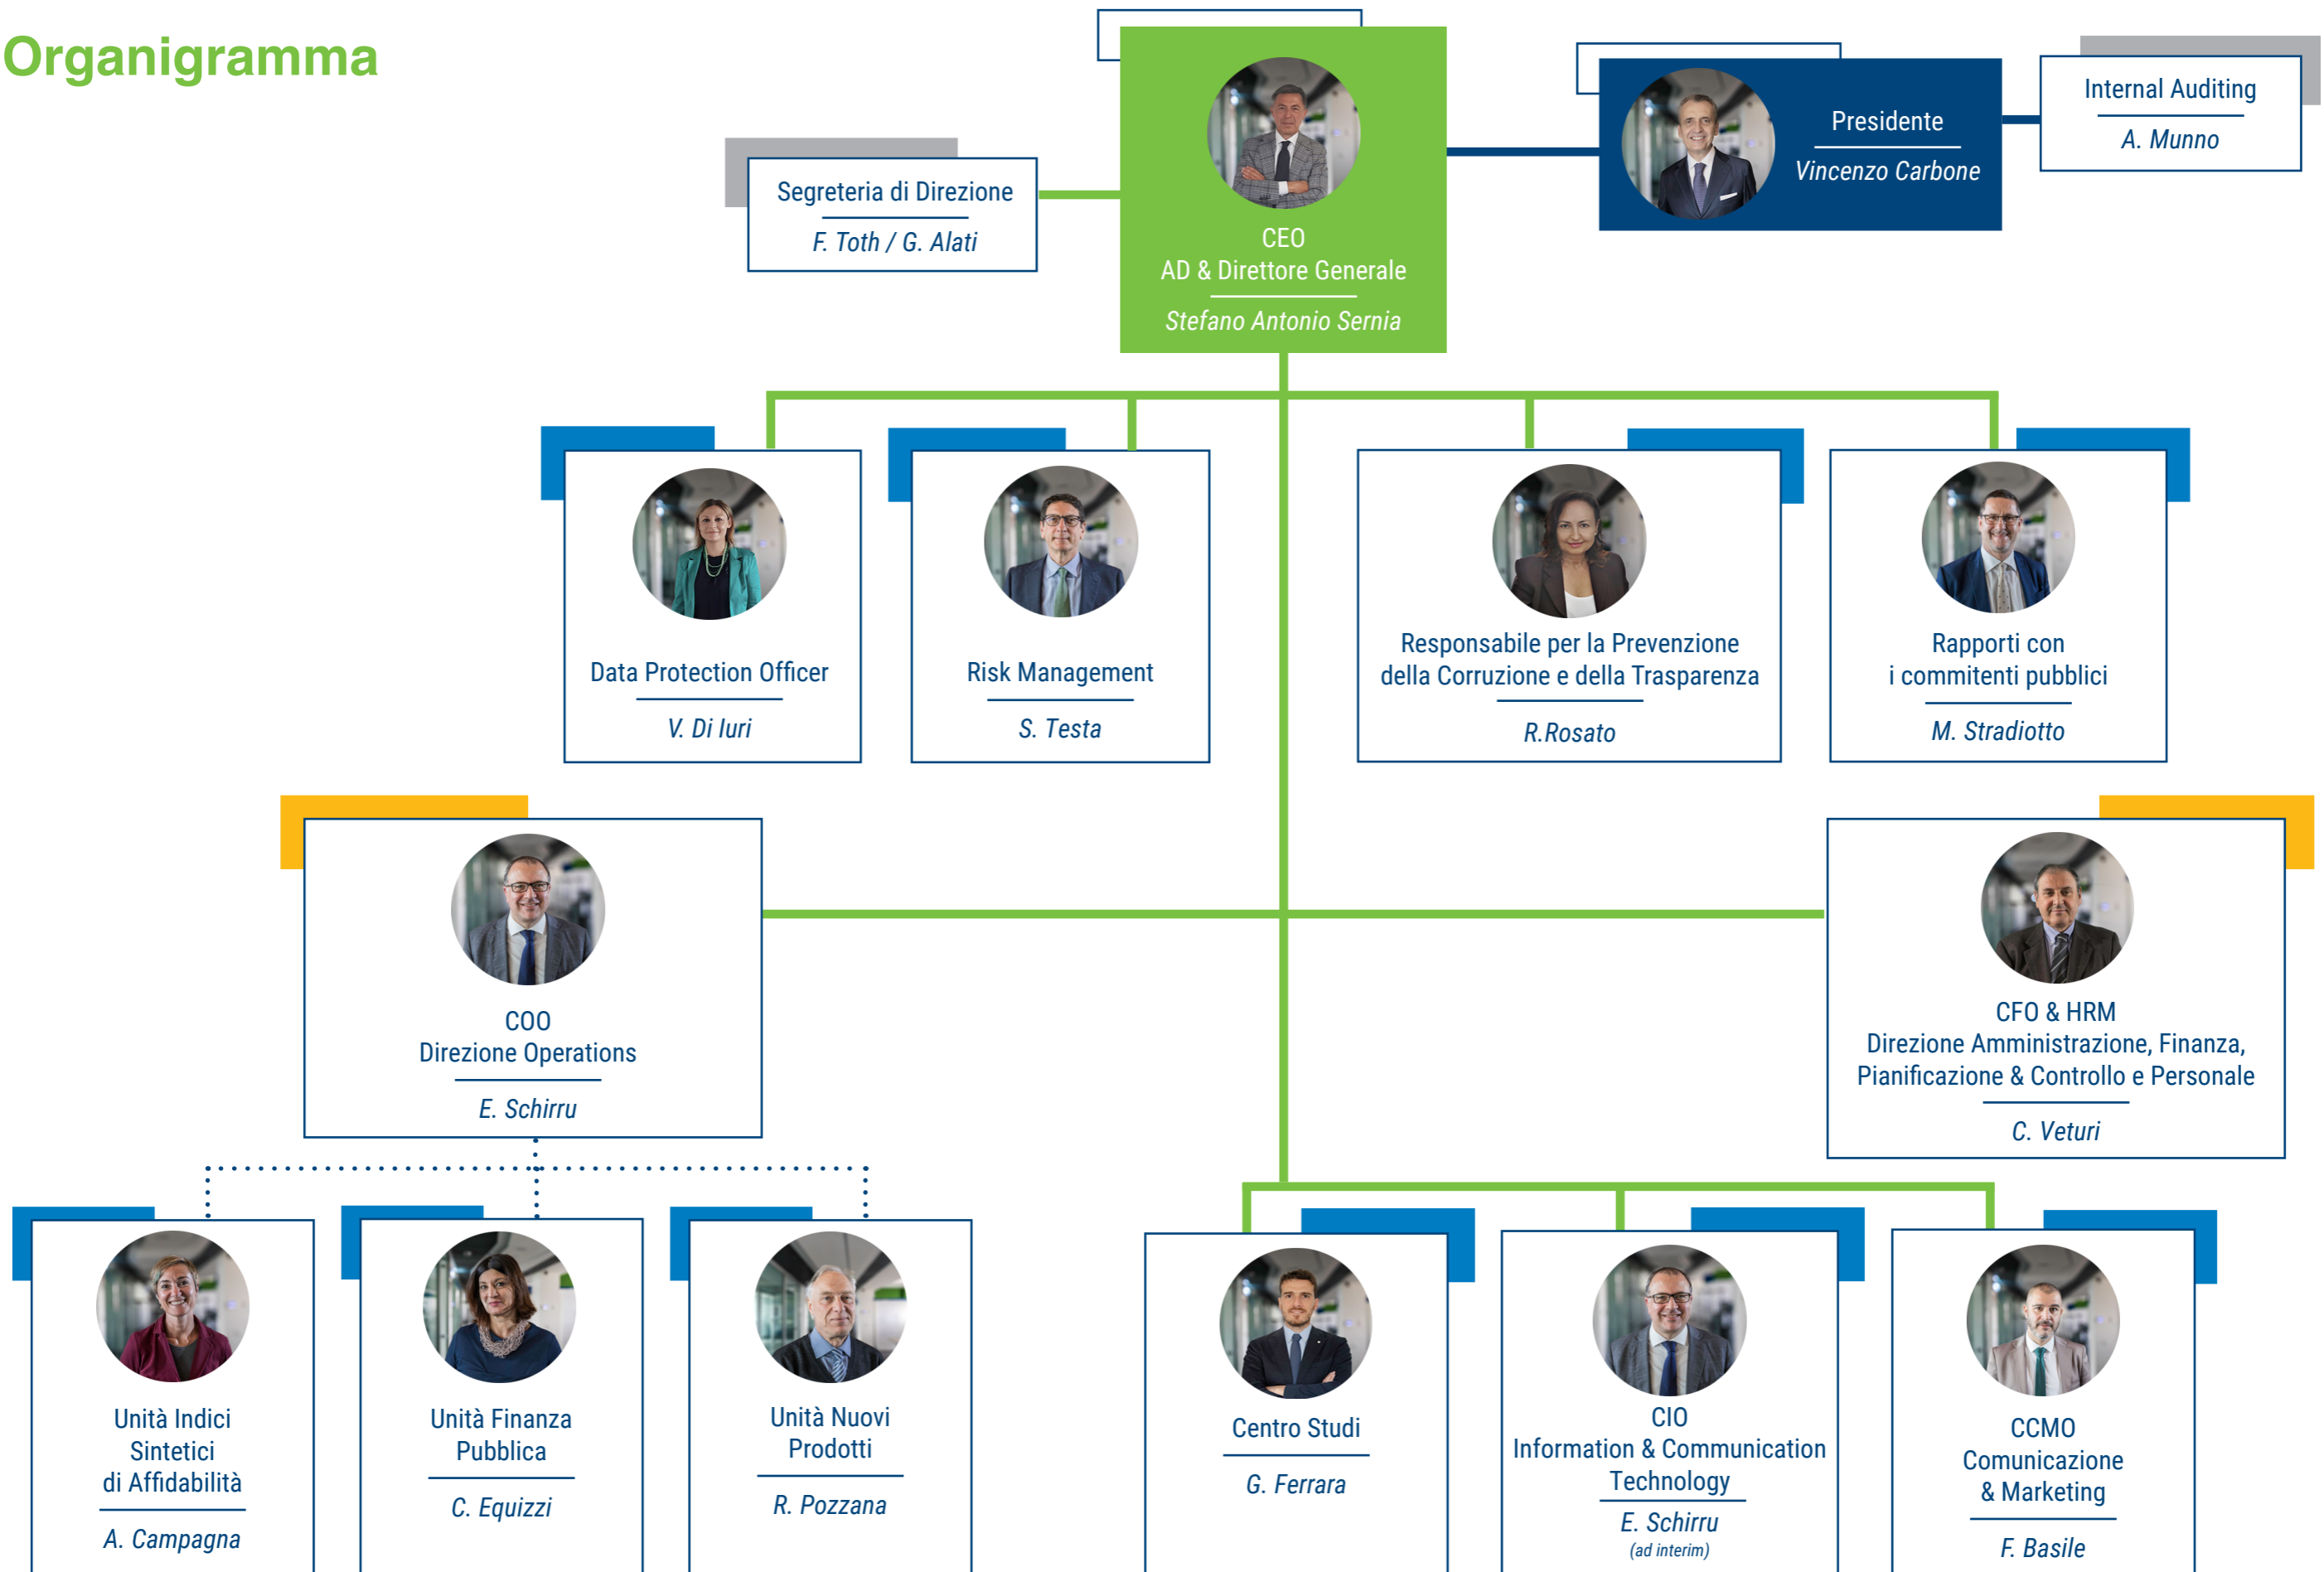 Organigramma
CEO
AD & Direttore Generale
Stefano Antonio Sernia
Presidente
Vincenzo Carbone
Internal Auditing
A. Munno
Segreteria di Direzione
F. Toth / G. Alati
Data Protection Officer
V. Di Iuri
Risk Management
S. Testa
Responsabile per la Prevenzione
della Corruzione e della Trasparenza
R.Rosato
Rapporti con
i commitenti pubblici
M. Stradiotto
COO
Direzione Operations
E. Schirru
CFO & HRM
Direzione Amministrazione, Finanza,
Pianificazione & Controllo e Personale
C. Veturi
Unità Indici
Sintetici
di Affidabilità
A. Campagna
Unità Finanza
Pubblica
C. Equizzi
Unità Nuovi
Prodotti
R. Pozzana
Centro Studi
G. Ferrara
CIO
Information & Communication
Technology
E. Schirru
(ad interim)
CCMO
Comunicazione
& Marketing
F. Basile